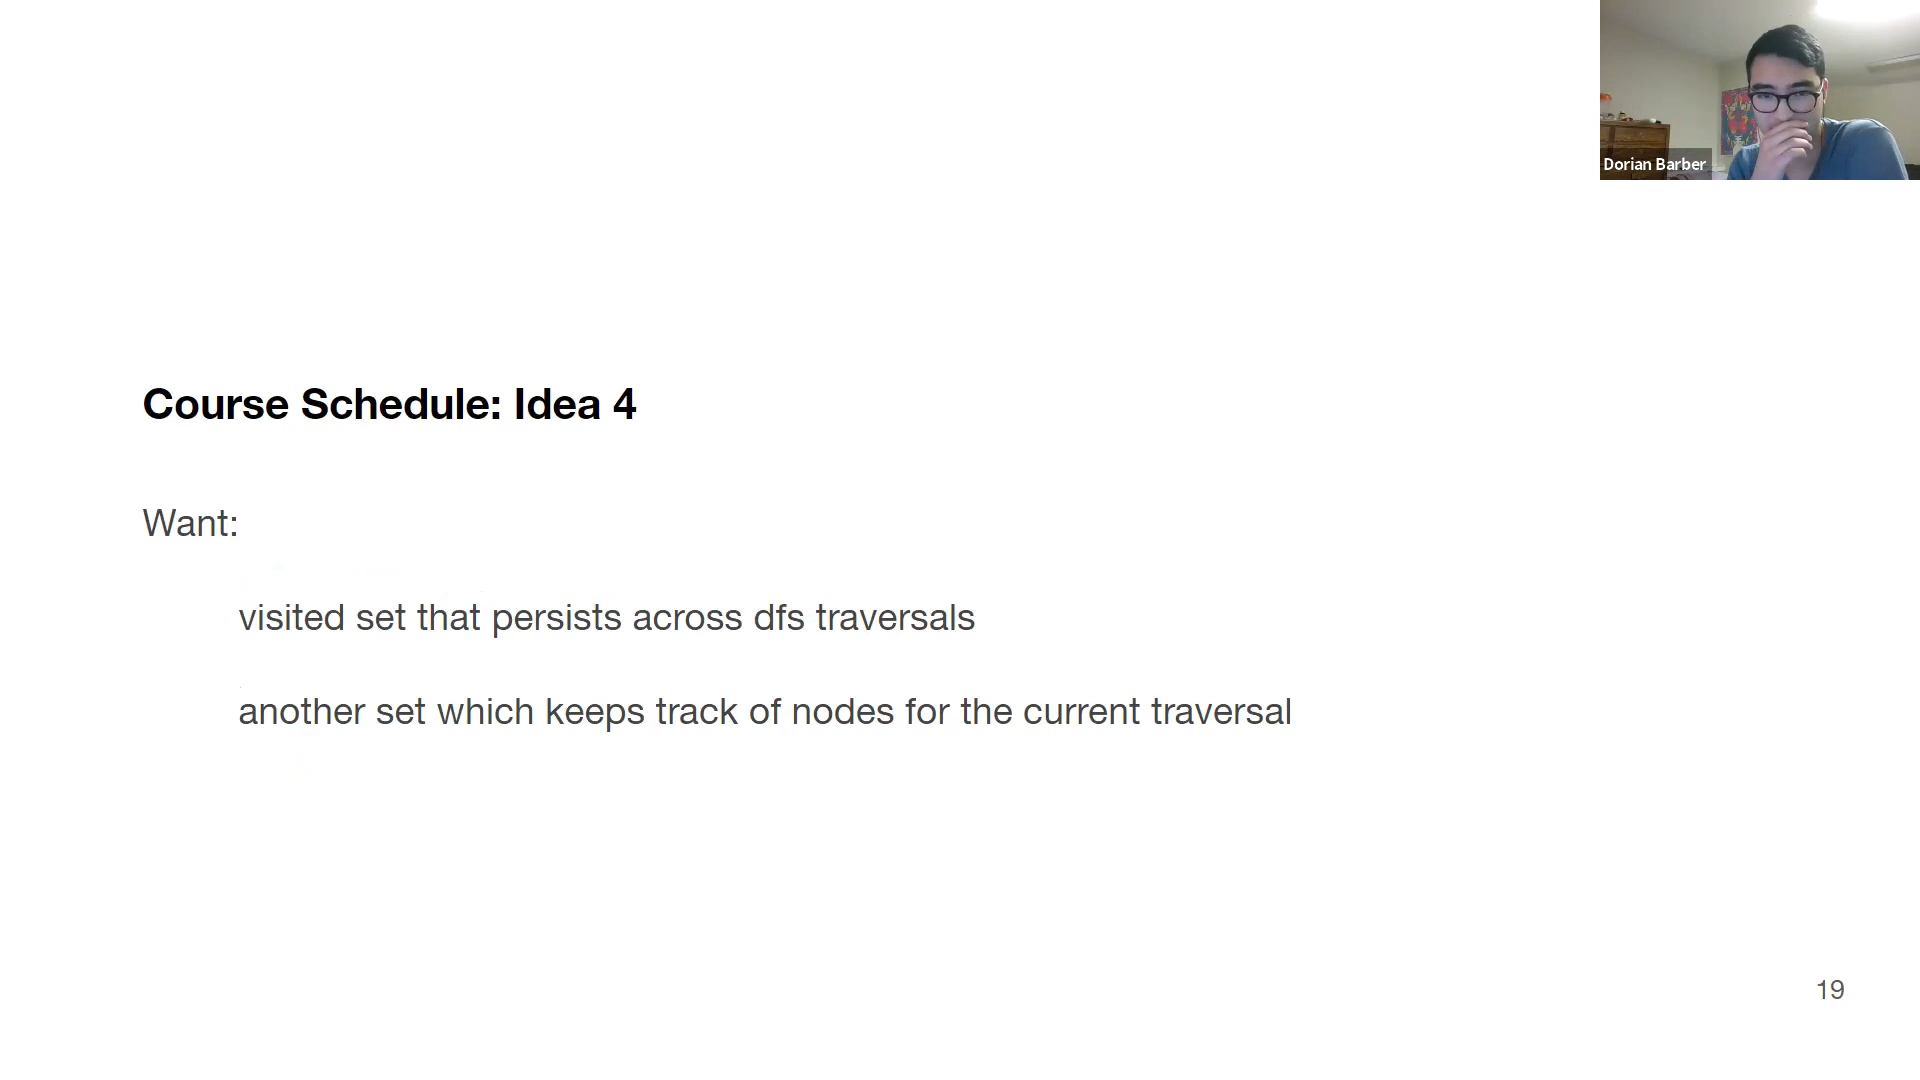 Dorian Barber
Course Schedule: Idea 4
Want:
visited set that persists across dfs traversals
another set which keeps track of nodes for the current traversal
19